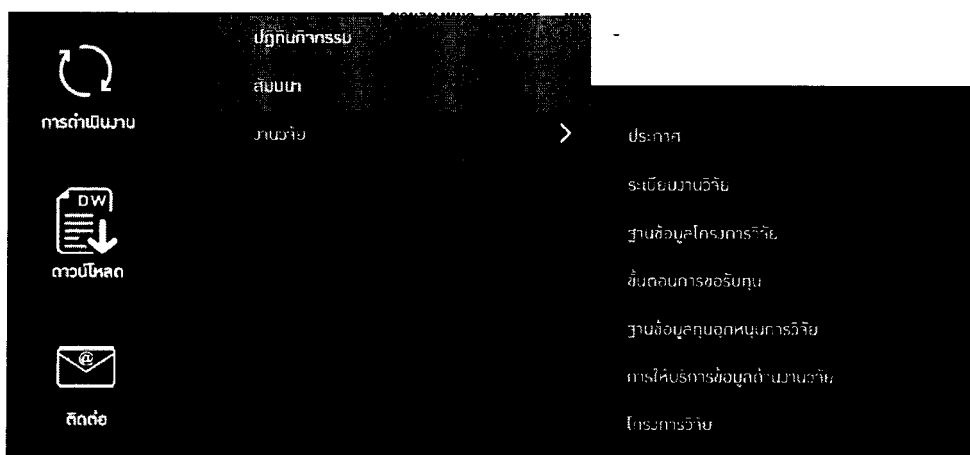 การดำเนินงาน
DW
ดาวน์โหลด
@
ติดต่อ
ปฏิทินกิจกรรม
สัมมนา
งานวิจัย
ประกาศ
ระเบียบงานวิจัย
ฐานข้อมูลโครงการวิจัย
ขั้นตอนการขอรับทุน
ฐานข้อมูลทุนอุดหนุนการวิจัย
การให้บริการข้อมูลด้านงานวิจัย
โครงการวิจัย